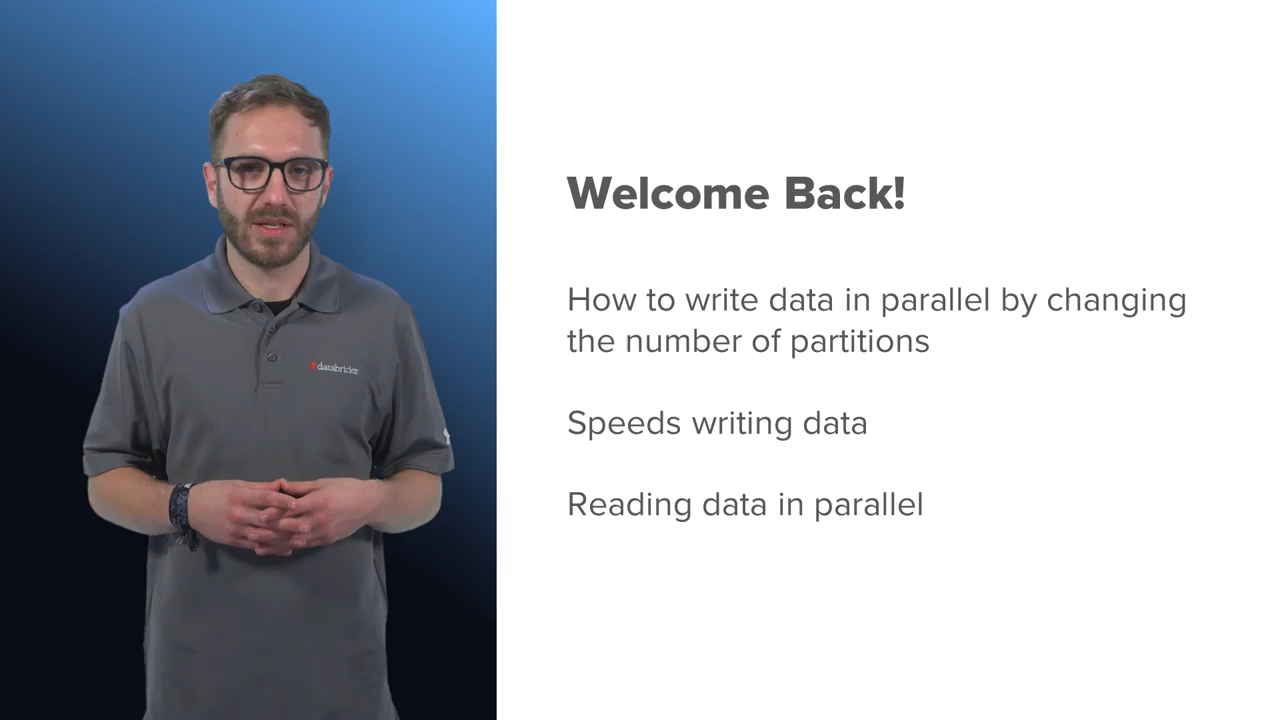 Welcome Back!
How to write data in parallel by changing
the number of partitions
Speeds writing data
Reading data in parallel
databricks